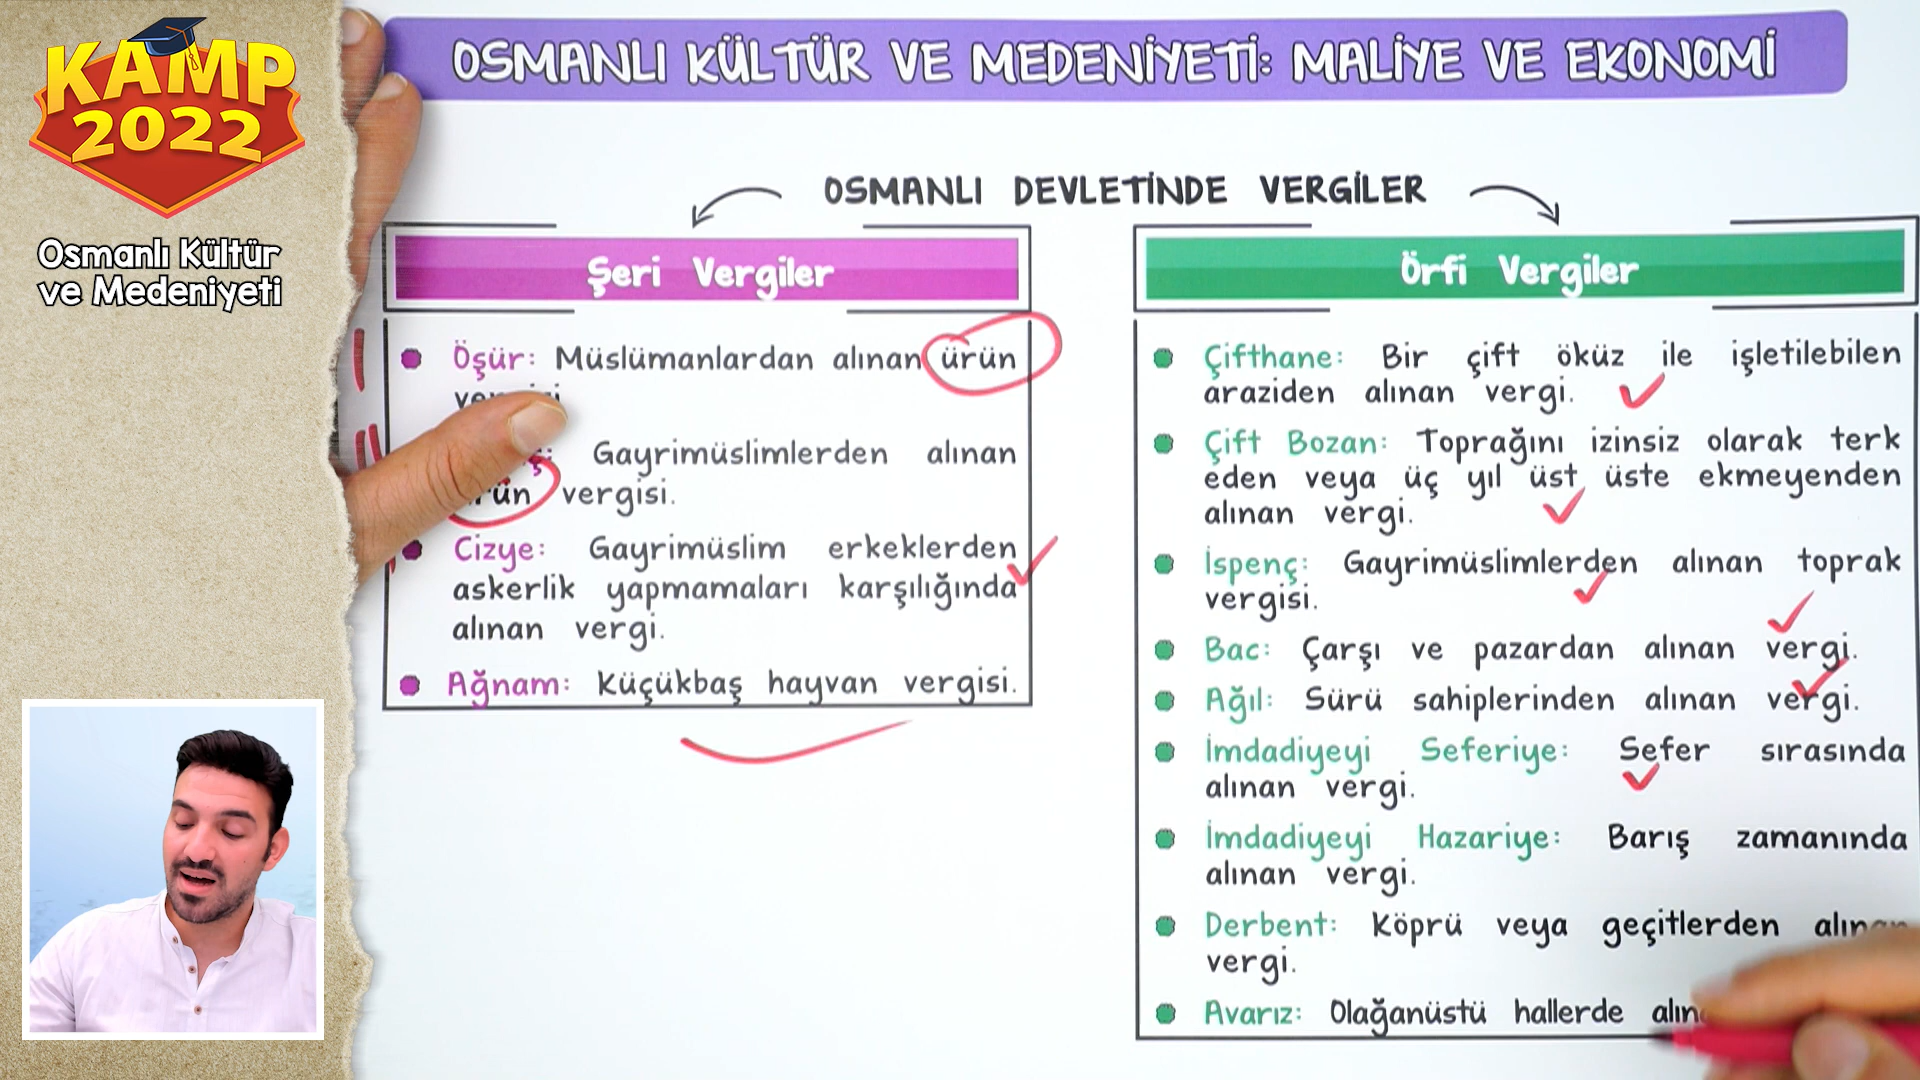 KAMP
2022
Osmanlı Kültür
ve Medeniyeti
OSMANLI KÜLTÜR VE MEDENİYETİ: MALİYE VE EKONOMİ
OSMANLI DEVLETİNDE VERGİLER
Şeri Vergiler
Öşür: Müslümanlardan alınan ürün
Gayrimüslimlerden alınan
vergisi.
Cizye: Gayrimüslim erkeklerden
askerlik yapmamaları karşılığında
alınan vergi.
Ağnam: Küçükbaş hayvan vergisi.
Örfi Vergiler
Çifthane: Bir çift öküz ile işletilebilen
araziden alınan vergi.
Çift Bozan: Toprağını izinsiz olarak terk
eden veya üç yıl üst üste ekmeyenden
alınan vergi.
İspenç: Gayrimüslimlerden alınan toprak
vergisi.
Bac: Çarşı ve pazardan alınan vergi.
Ağıl: Sürü sahiplerinden alınan vergi.
İmdadiyeyi Seferiye: Sefer sırasında
alınan vergi.
İmdadiyeyi Hazariye: Barış zamanında
alınan vergi.
Derbent: Köprü veya geçitlerden alınan
vergi.
Avarız: Olağanüstü hallerde